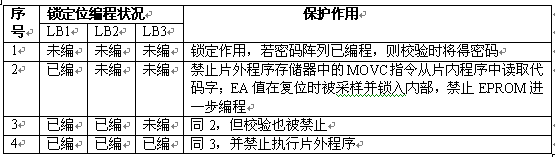 序号 锁定位编程状况 保护作用
LB1 LB2 LB3
1 未编 未编 未编 锁定作用，若密码阵列已编程，则校验时将得密码
2 已编 未编 未编 禁止片外程序存储器中的MOVC指令从片内程序中读取代
码字；EA 值在复位时被采样并锁入内部，禁止 EPROM 进
一步编程
3 已编 已编 未编 同 2，但校验也被禁止
4 已编 已编 已编 同 3，并禁止执行片外程序